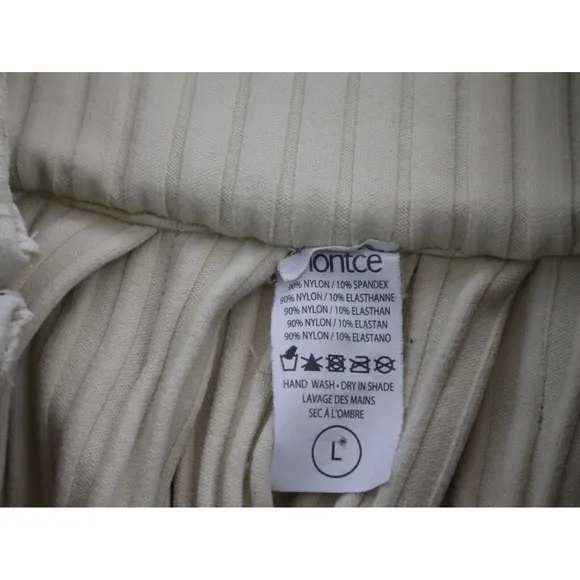 90% NYLON / 10% SPANDEX
90% NYLON / 10% ELASTHANNE
90% NYLON / 10% ELASTHAN
90% NYLON / 10% ELASTAN
90% NYLON / 10% ELASTANO
HAND WASH • DRY IN SHADE
LAVAGE DES MAINS
SEC À L'OMBRE
L*